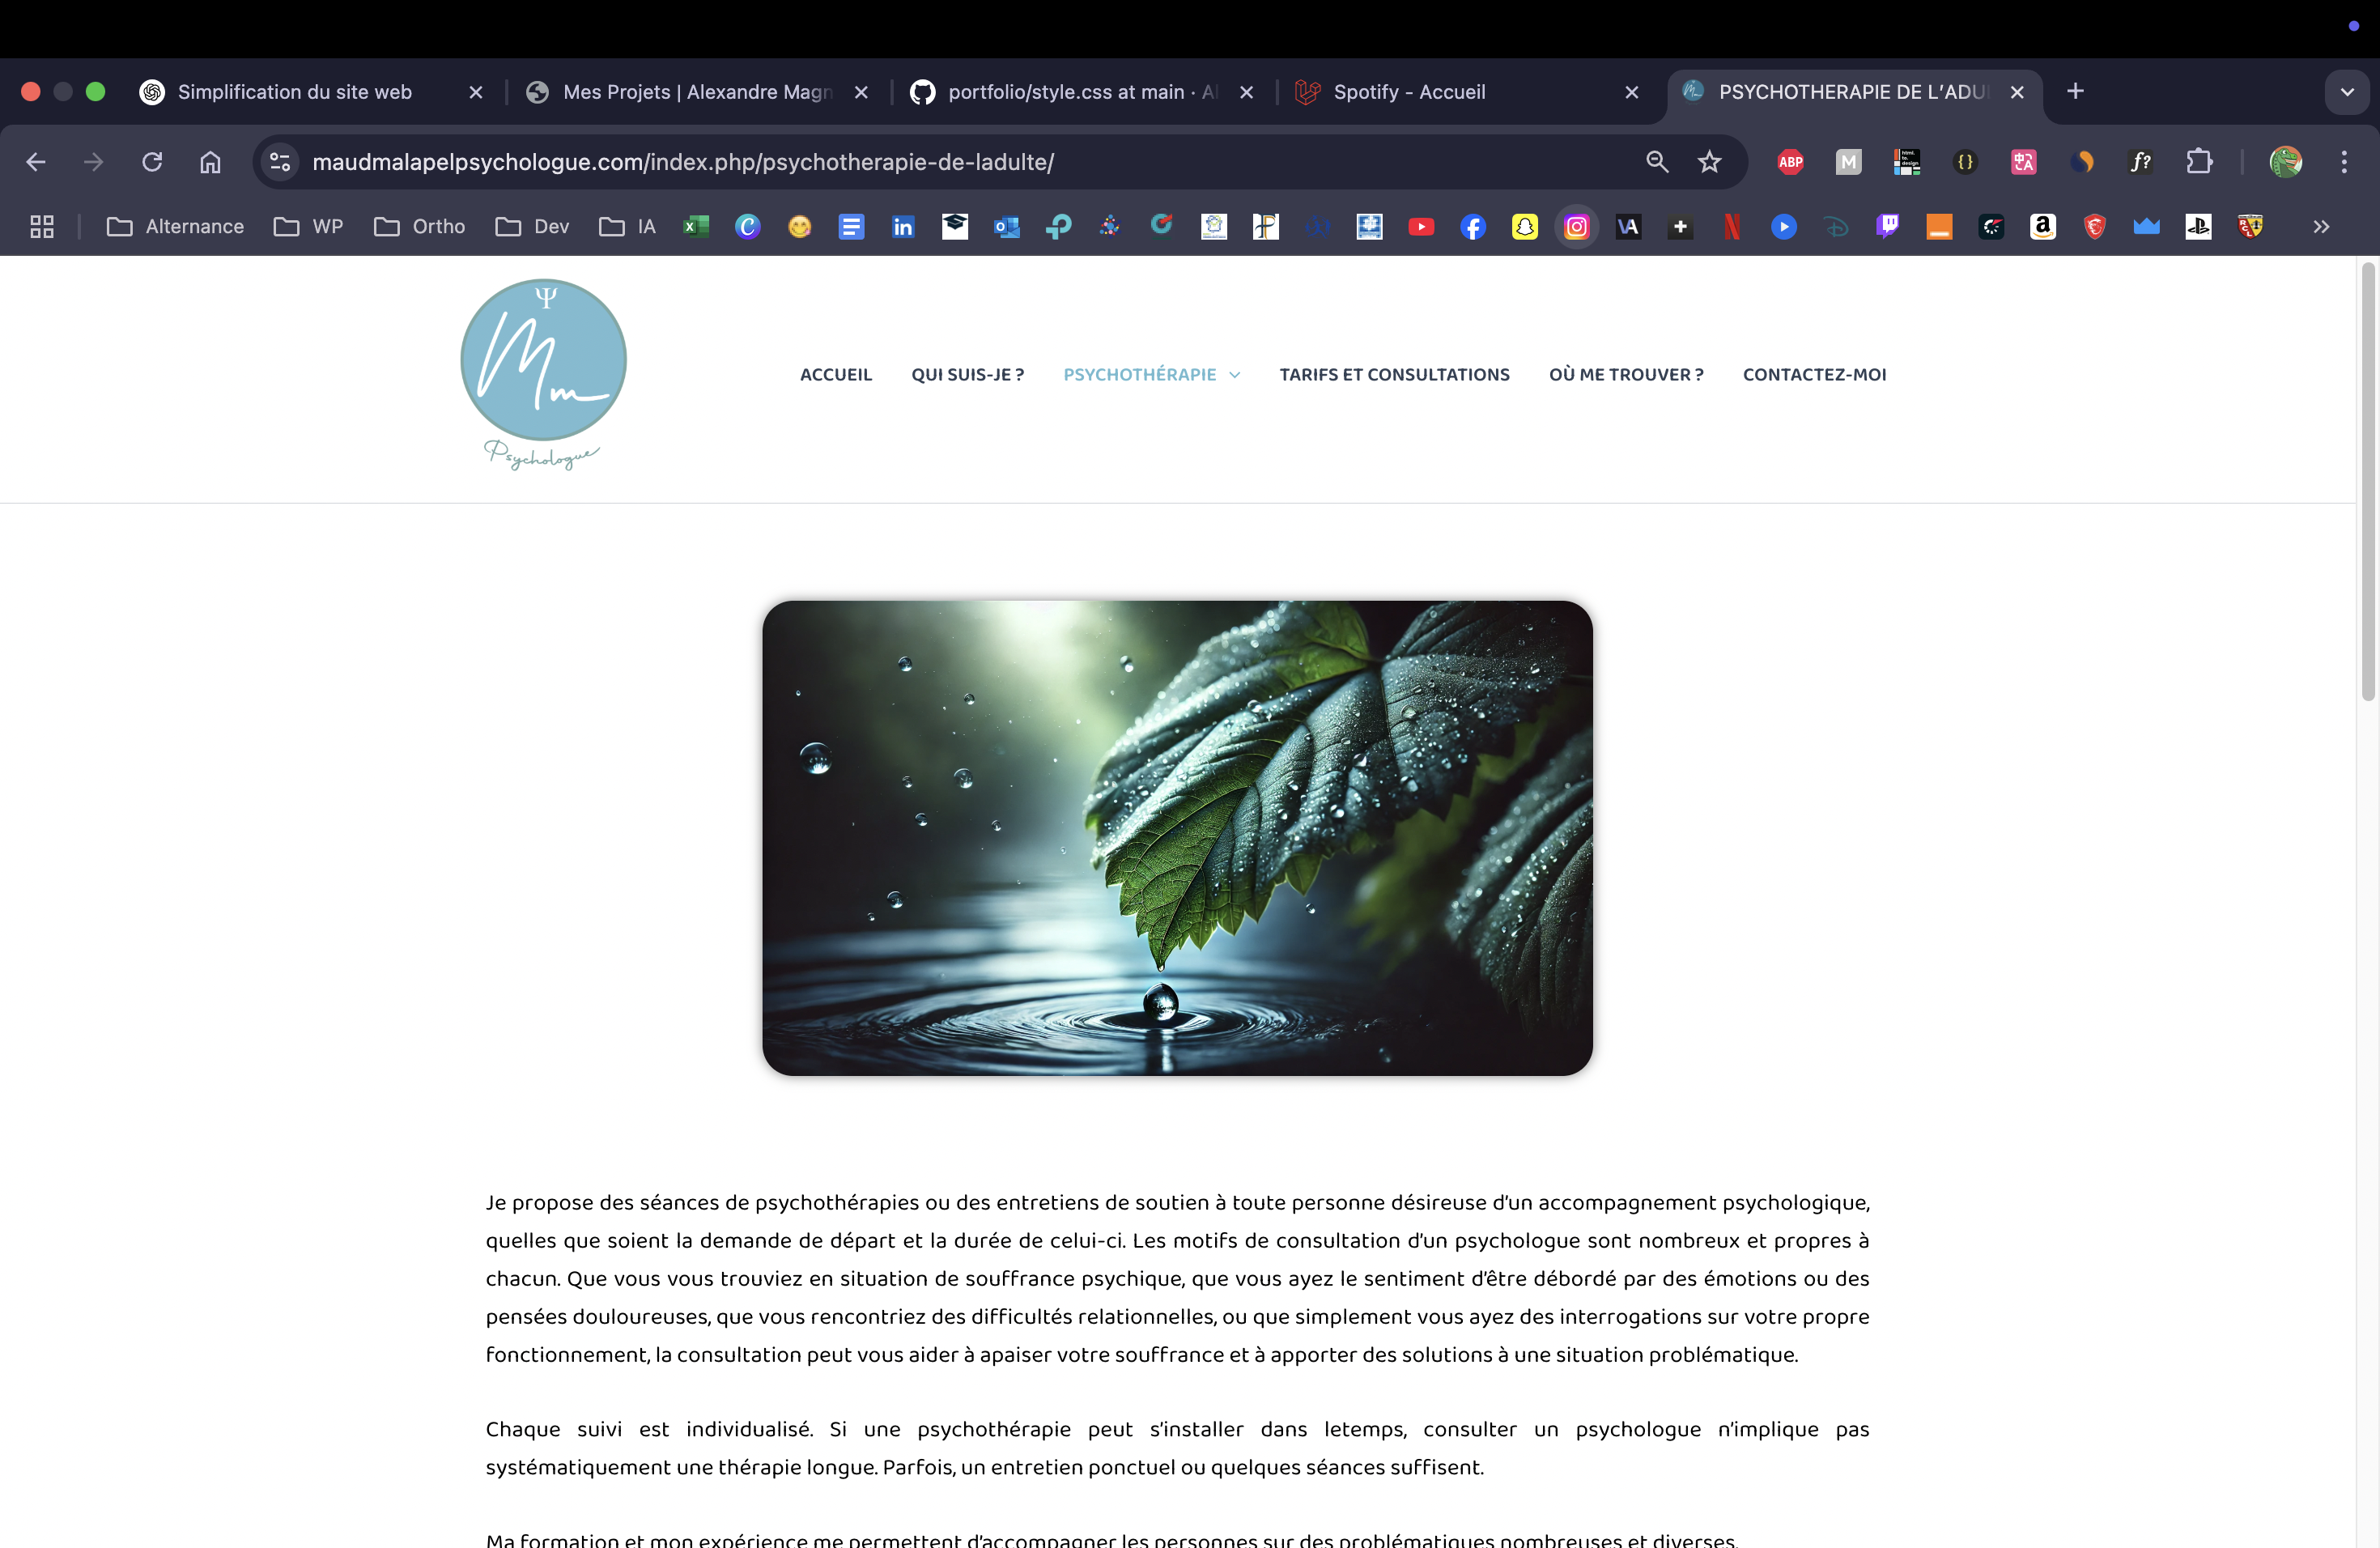 Simplification du site web
Mes Projets | Alexandre Magn
portfolio/style.css at main · Al
Spotify - Accueil
PSYCHOTHERAPIE DE L'ADU
maudmalapelpsychologue.com/index.php/psychotherapie-de-ladulte/
Alternance
WP
Ortho
Dev
IA
Ψ
Mm
Psychologue
ACCUEIL
QUI SUIS-JE ?
PSYCHOTHÉRAPIE
TARIFS ET CONSULTATIONS
OÙ ME TROUVER ?
CONTACTEZ-MOI
Je propose des séances de psychothérapies ou des entretiens de soutien à toute personne désireuse d'un accompagnement psychologique,
quelles que soient la demande de départ et la durée de celui-ci. Les motifs de consultation d'un psychologue sont nombreux et propres à
chacun. Que vous vous trouviez en situation de souffrance psychique, que vous ayez le sentiment d'être débordé par des émotions ou des
pensées douloureuses, que vous rencontriez des difficultés relationnelles, ou que simplement vous ayez des interrogations sur votre propre
fonctionnement, la consultation peut vous aider à apaiser votre souffrance et à apporter des solutions à une situation problématique.
Chaque suivi est individualisé. Si une psychothérapie peut s'installer dans letemps, consulter un psychologue n'implique pas
systématiquement une thérapie longue. Parfois, un entretien ponctuel ou quelques séances suffisent.
Ma formation et mon expérience me permettent d'accompagner les personnes sur des problématiques nombreuses et diverses.